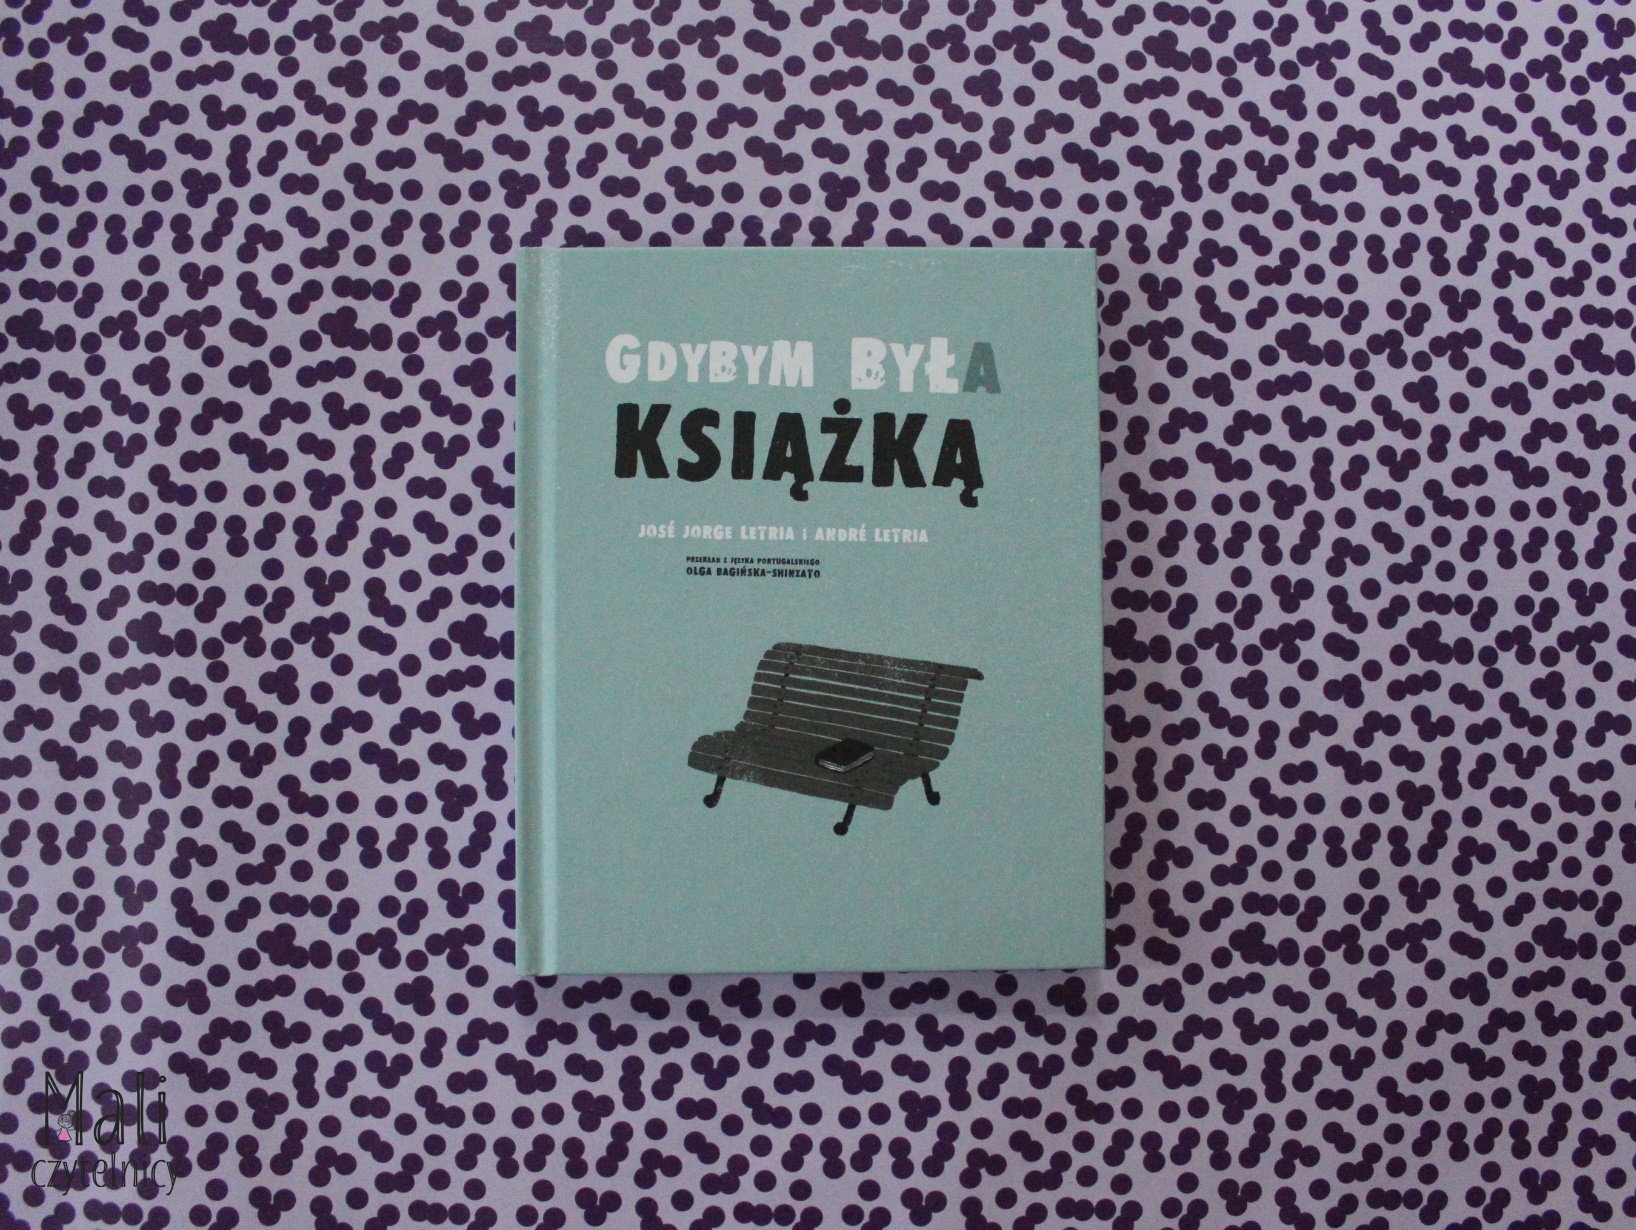 GDYBYM BYŁA
KSIĄŻKĄ
JOSÉ JORGE LETRIA I ANDRÉ LETRIA
PRZEKŁAD Z JĘZYKA PORTUGALSKIEGO
OLGA BAGIŃSKA-SHINZATO
Mali
czytelnicy